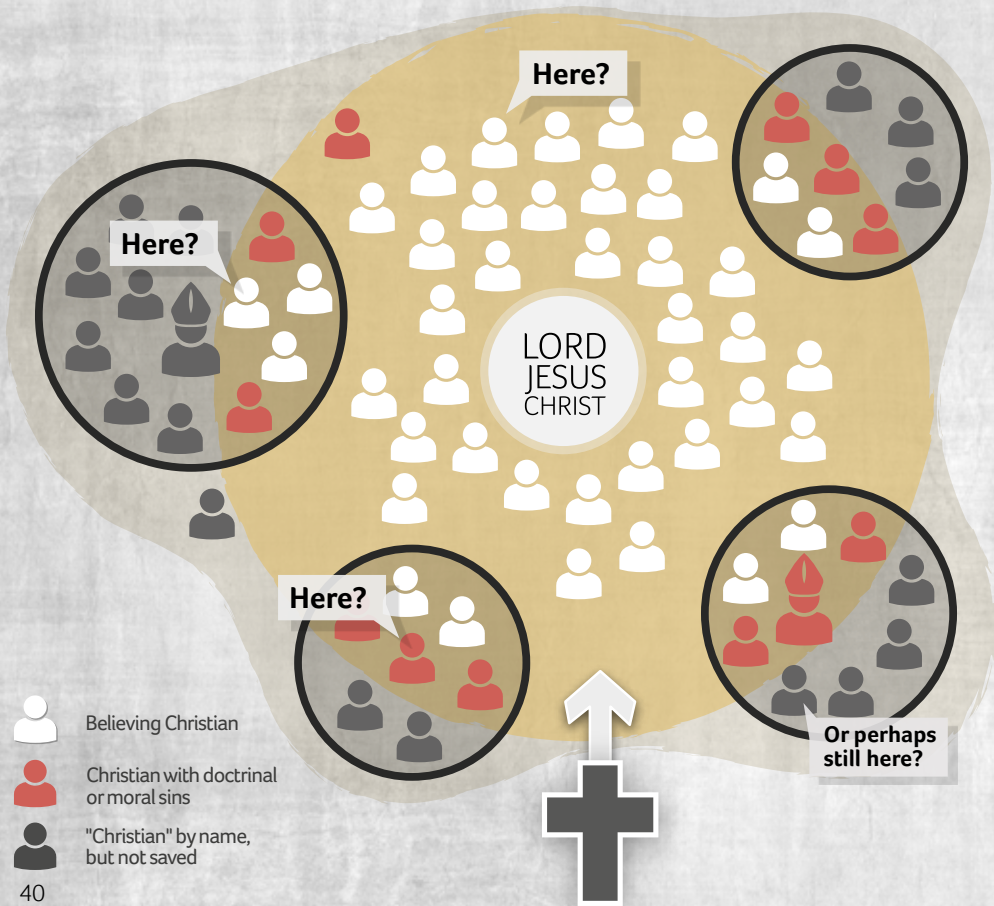 Here?
Here?
LORD
JESUS
CHRIST
Here?
Or perhaps
still here?
Believing Christian
Christian with doctrinal
or moral sins
"Christian" by name,
but not saved
40